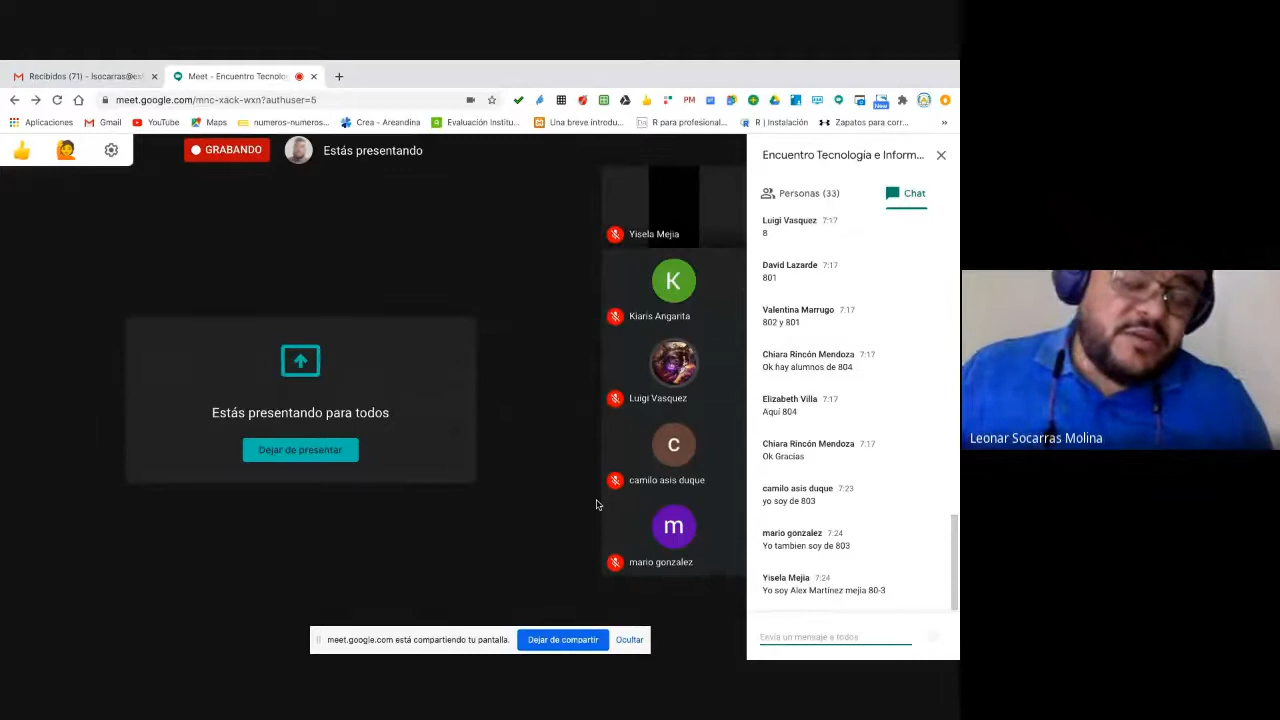 Recibidos (71) - lsocarras@est
Meet - Encuentro Tecnolog
meet.google.com/mnc-xack-wxn?authuser=5
PM
New
Aplicaciones
Gmail
YouTube
Maps
numeros-numeros...
Crea - Areandina
Evaluación Institu...
Una breve introdu...
R para profesional...
R | Instalación
Zapatos para corr...
GRABANDO
Estás presentando
Encuentro Tecnología e Inform...
Personas (33)
Chat
Yisela Mejia
K
Kiaris Angarita
Luigi Vasquez
c
camilo asis duque
m
mario gonzalez
Estás presentando para todos
Dejar de presentar
Luigi Vasquez 7:17
8
David Lazarde 7:17
801
Valentina Marrugo 7:17
802 y 801
Chiara Rincón Mendoza 7:17
Ok hay alumnos de 804
Elizabeth Villa 7:17
Aquí 804
Chiara Rincón Mendoza 7:17
Ok Gracias
camilo asis duque 7:23
yo soy de 803
mario gonzalez 7:24
Yo tambien soy de 803
Yisela Mejia 7:24
Yo soy Alex Martínez mejia 80-3
Envía un mensaje a todos
meet.google.com está compartiendo tu pantalla.
Dejar de compartir
Ocultar
Leonar Socarras Molina